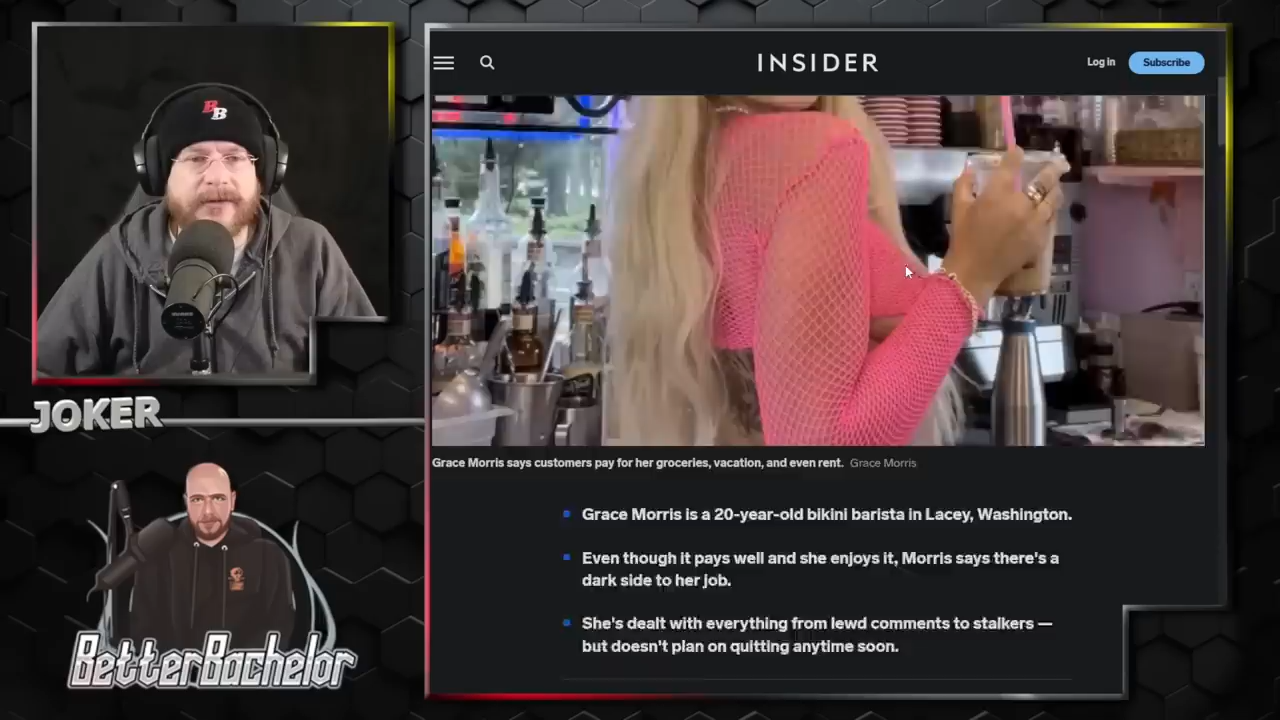 INSIDER
Log in
Subscribe
BB
JOKER
BetterBachelor
Grace Morris says customers pay for her groceries, vacation, and even rent. Grace Morris
Grace Morris is a 20-year-old bikini barista in Lacey, Washington.
Even though it pays well and she enjoys it, Morris says there's a
dark side to her job.
She's dealt with everything from lewd comments to stalkers —
but doesn't plan on quitting anytime soon.